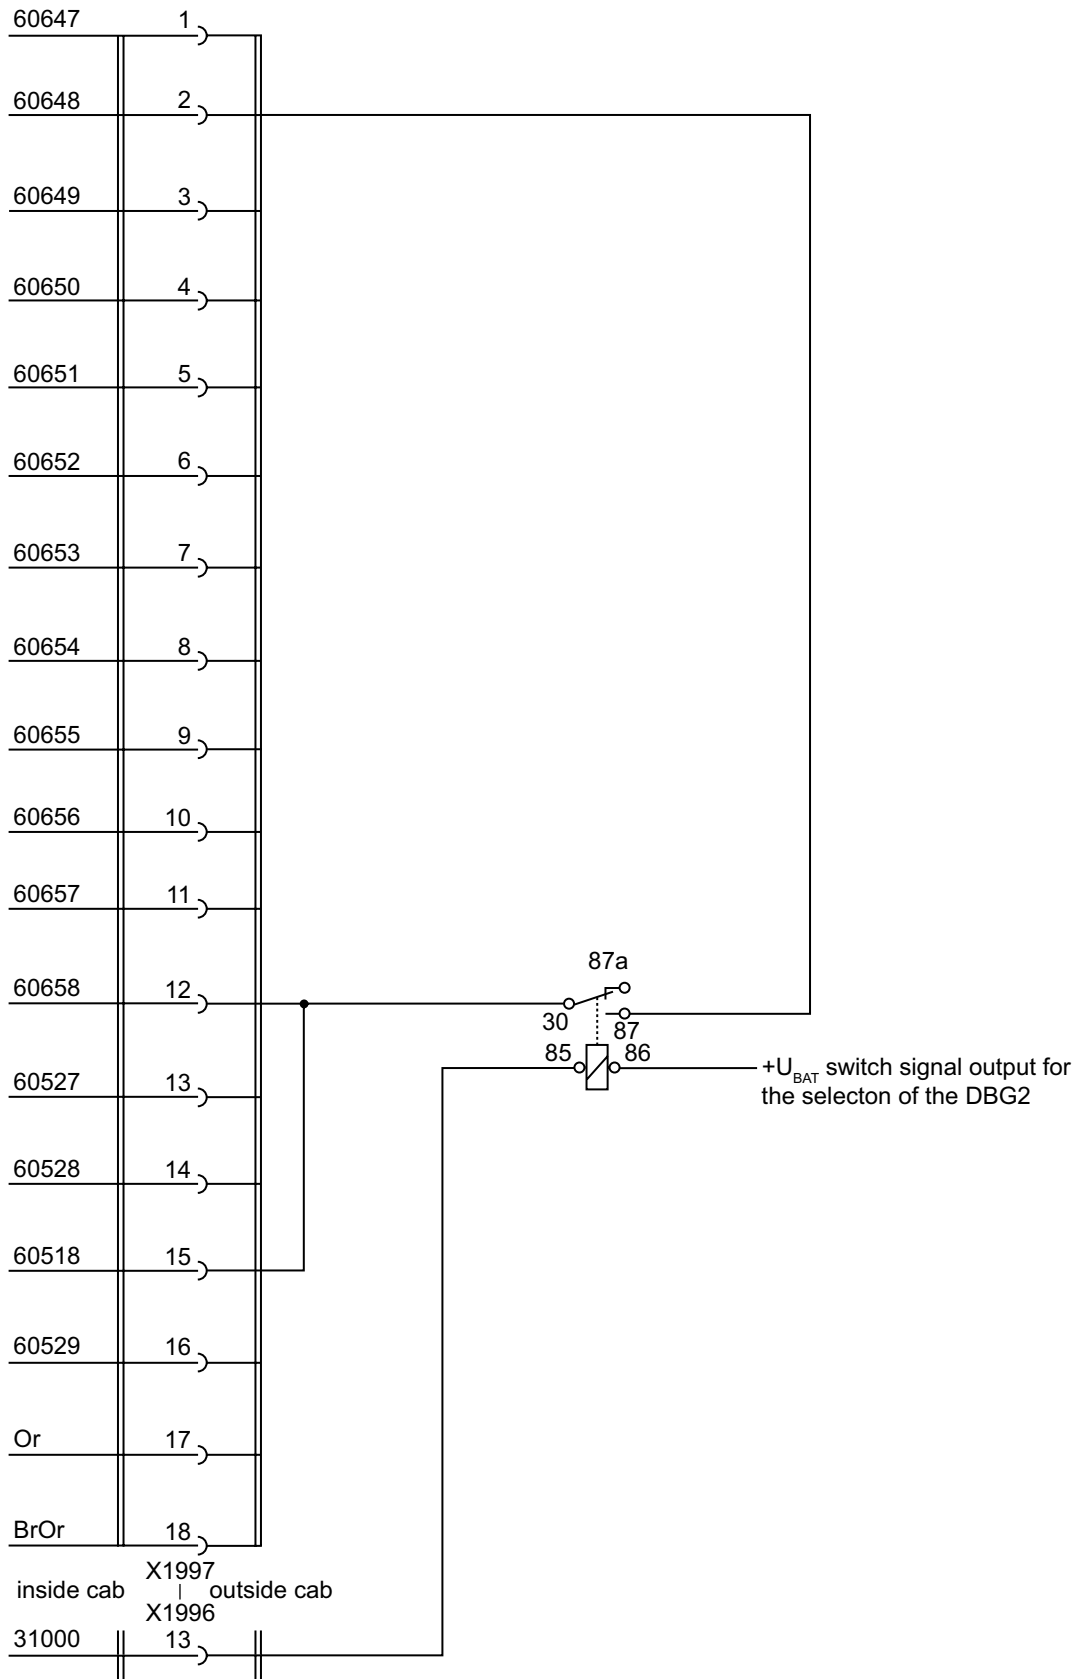 60647 1
60648 2
60649 3
60650 4
60651 5
60652 6
60653 7
60654 8
60655 9
60656 10
60657 11
87a
60658 12
30 87
85 86
+UBAT switch signal output for
the selecton of the DBG2
60527 13
60528 14
60518 15
60529 16
Or 17
BrOr 18
X1997
inside cab | outside cab
X1996
31000 13